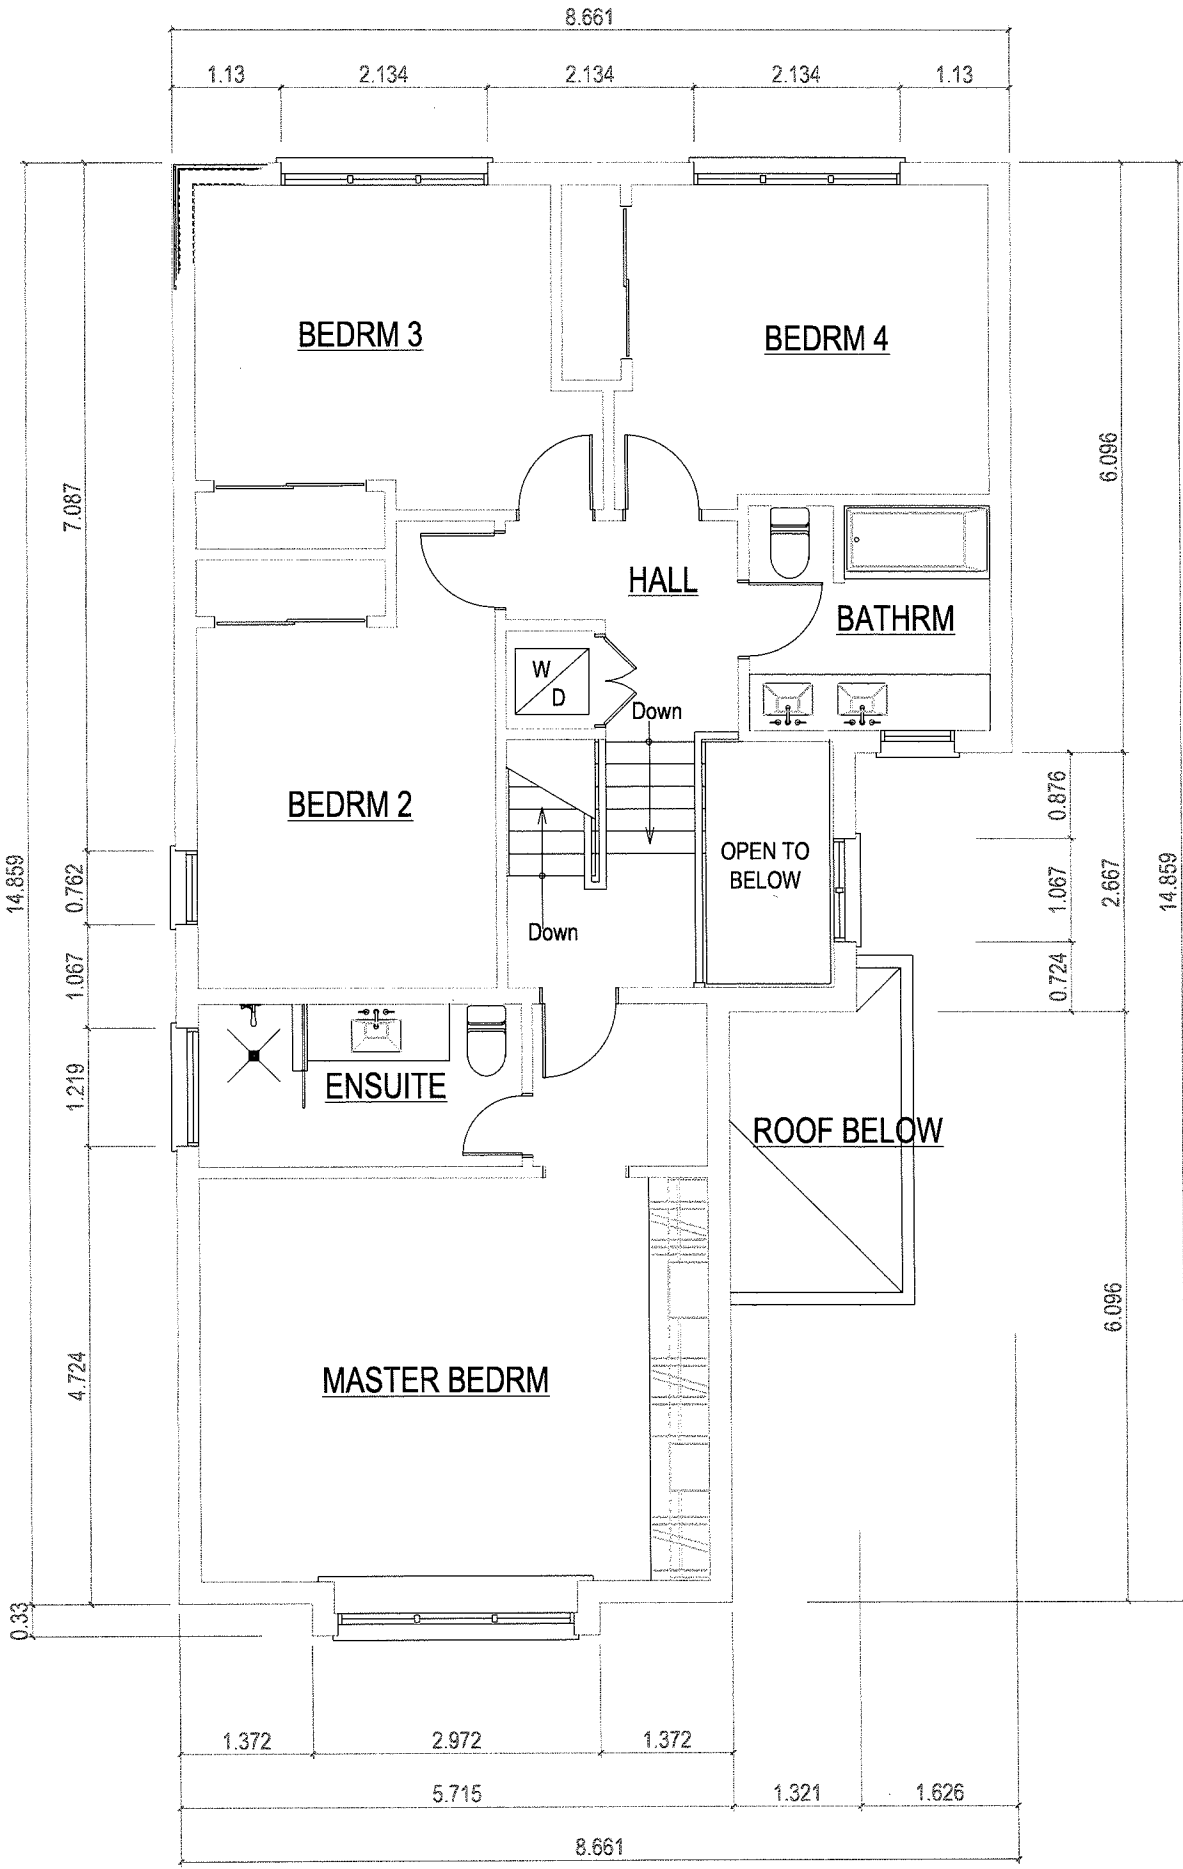 8.661
1.13 2.134 2.134 2.134 1.13
BEDRM 3
BEDRM 4
6.096
7.087
HALL
BATHRM
W
D
Down
BEDRM 2
0.876
OPEN TO
BELOW
14.859
0.762
1.067
2.667
14.859
Down
1.067
0.724
1.219
ENSUITE
ROOF BELOW
6.096
4.724
MASTER BEDRM
0.33
1.372 2.972 1.372
5.715 1.321 1.626
8.661